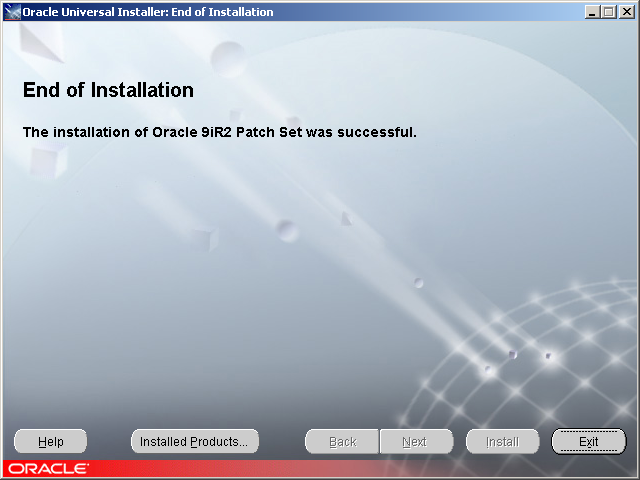 Oracle Universal Installer: End of Installation
End of Installation
The installation of Oracle 9iR2 Patch Set was successful.
Help Installed Products... Back Next Install Exit
ORACLE®